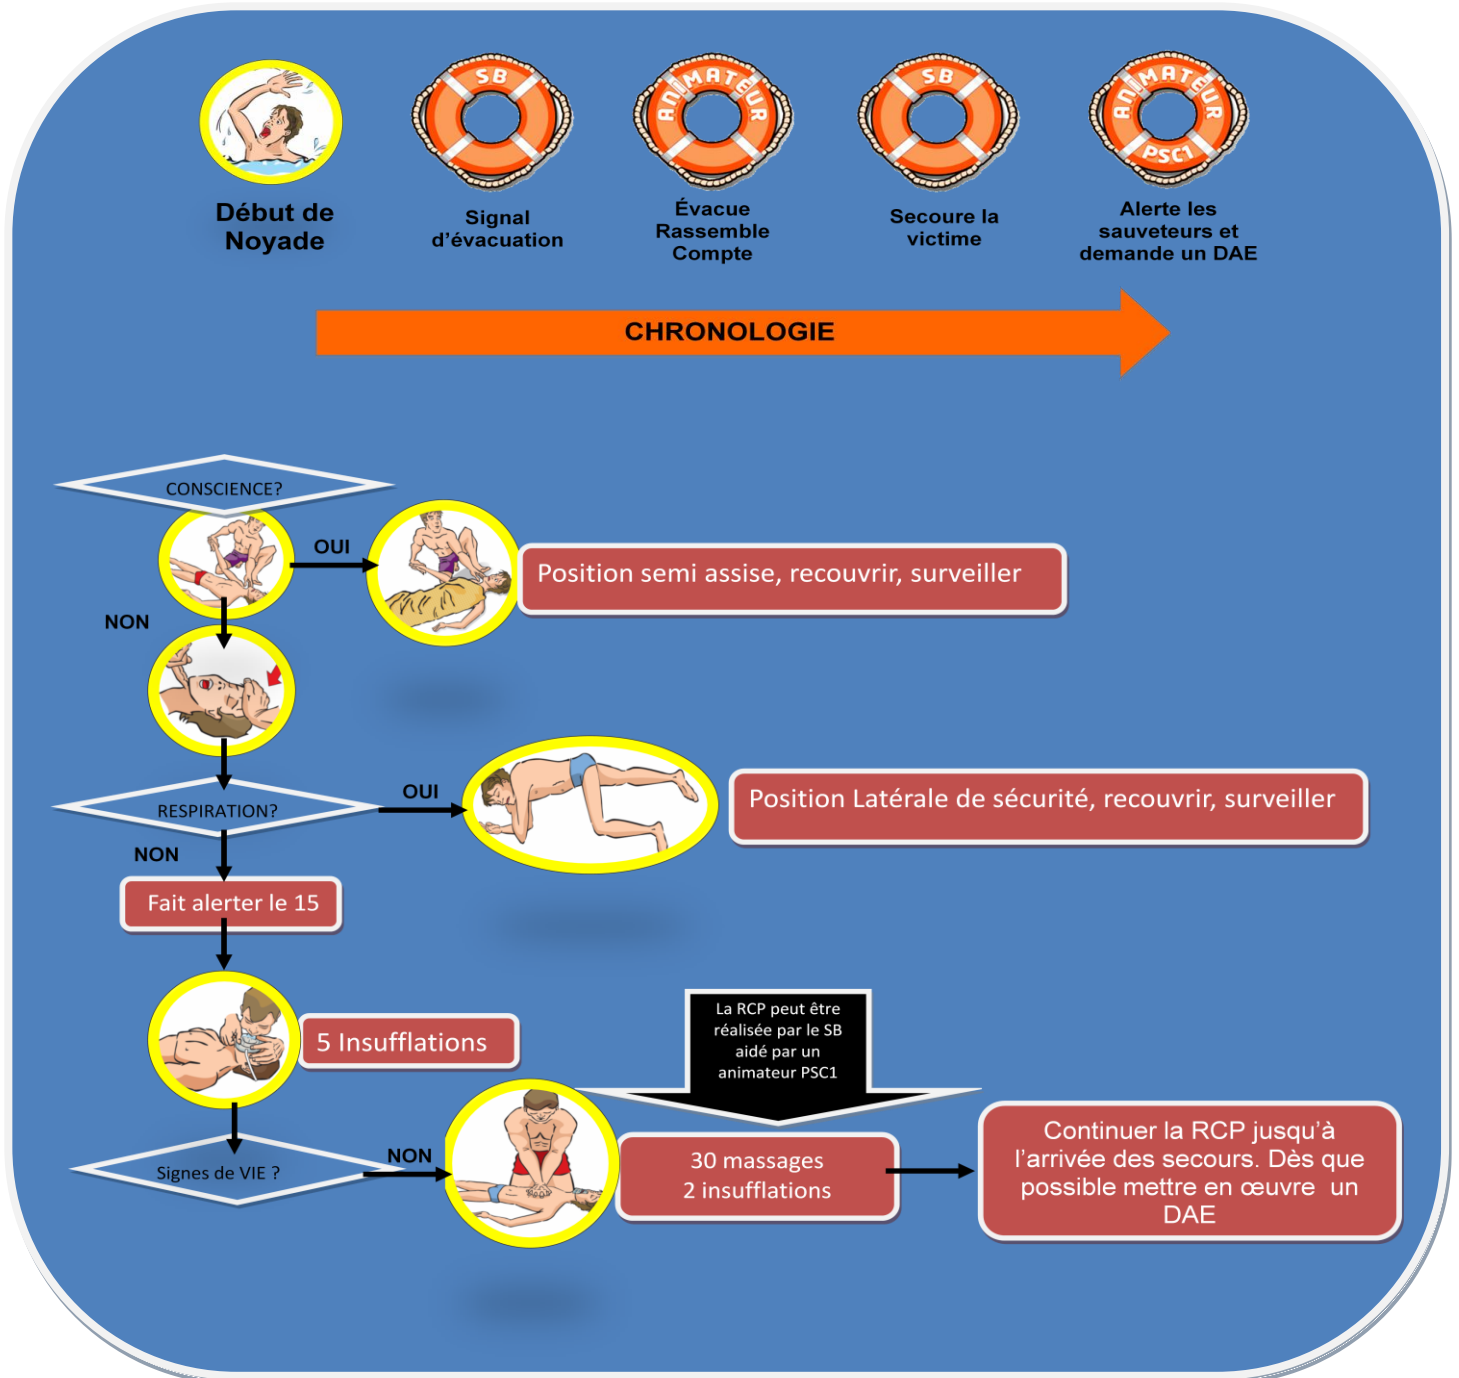 SB
ANIMATEUR
SB
ANIMATEUR
PSC1
Début de
Noyade
Signal
d'évacuation
Évacue
Rassemble
Compte
Secoure la
victime
Alerte les
sauveteurs et
demande un DAE
CHRONOLOGIE
CONSCIENCE?
OUI
Position semi assise, recouvrir, surveiller
NON
RESPIRATION?
OUI
Position Latérale de sécurité, recouvrir, surveiller
NON
Fait alerter le 15
5 Insufflations
La RCP peut être
réalisée par le SB
aidé par un
animateur PSC1
Signes de VIE ?
NON
30 massages
2 insufflations
Continuer la RCP jusqu'à
l'arrivée des secours. Dès que
possible mettre en œuvre un
DAE